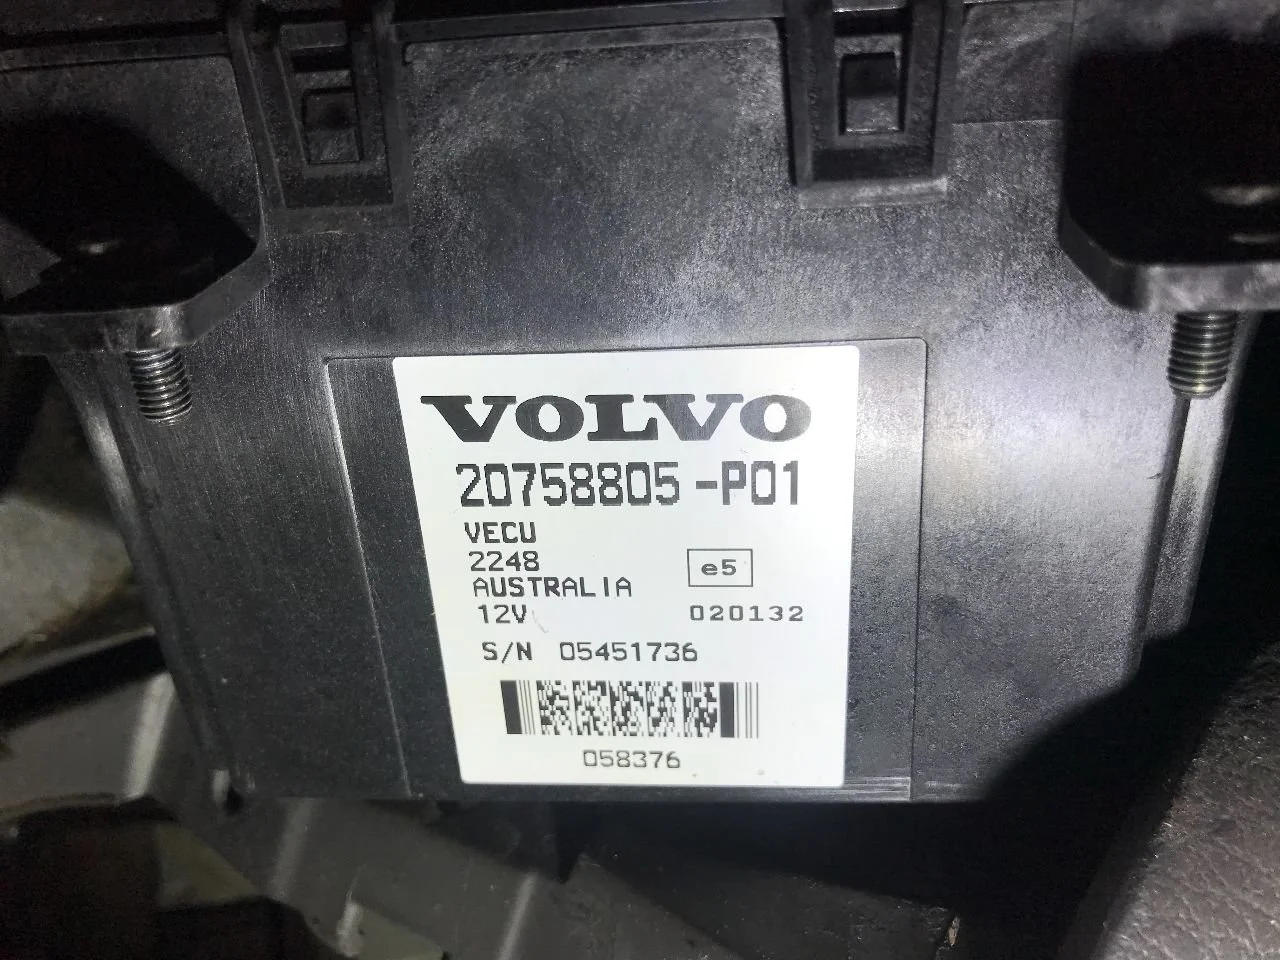 VOLVO
20758805-P01
VECU
2248
AUSTRALIA
e5
12V
020132
S/N 05451736
058376